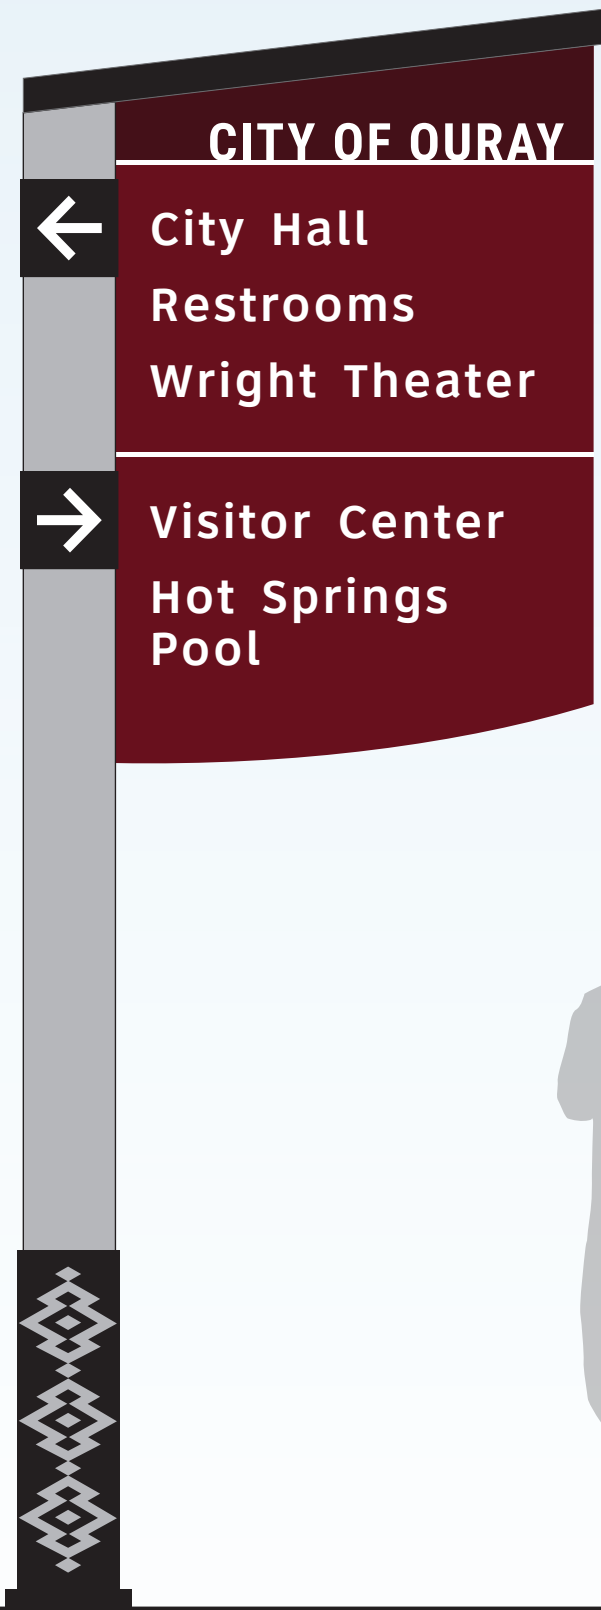 CITY OF OURAY
City Hall
Restrooms
Wright Theater
Visitor Center
Hot Springs
Pool